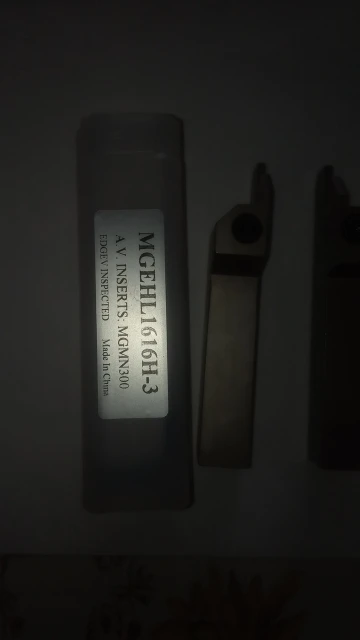 MGEHL1616H-3
A.V. INSERTS: MGMN300
EDGEV INSPECTED Made In China